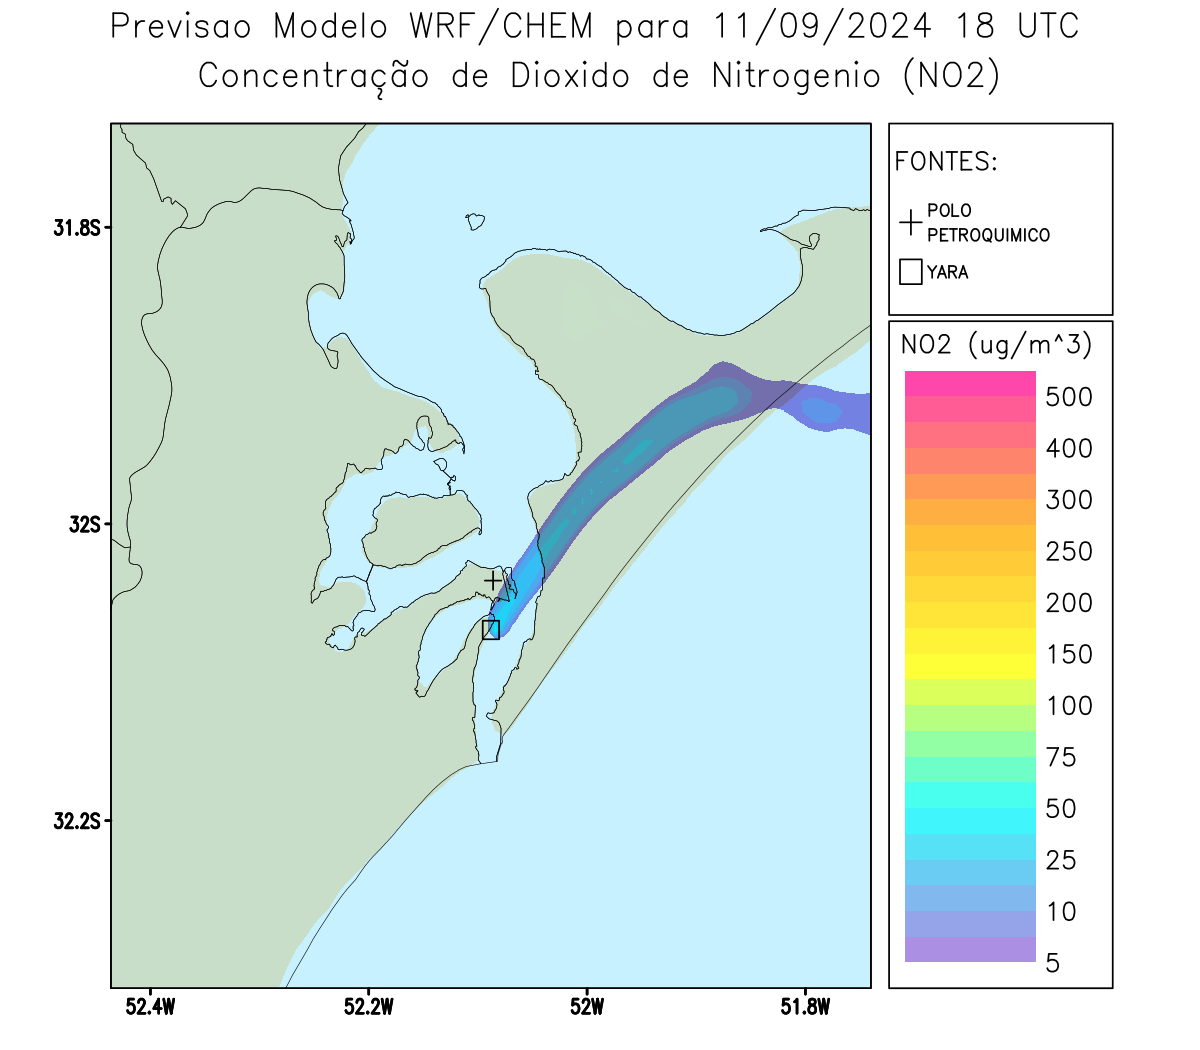 Previsao Modelo WRF/CHEM para 11/09/2024 18 UTC
Concentração de Dioxido de Nitrogenio (NO2)
FONTES:
POLO
PETROQUIMICO
YARA
31.8S
32S
32.2S
52.4W
52.2W
52W
51.8W
NO2 (ug/m^3)
500
400
300
250
200
150
100
75
50
25
10
5